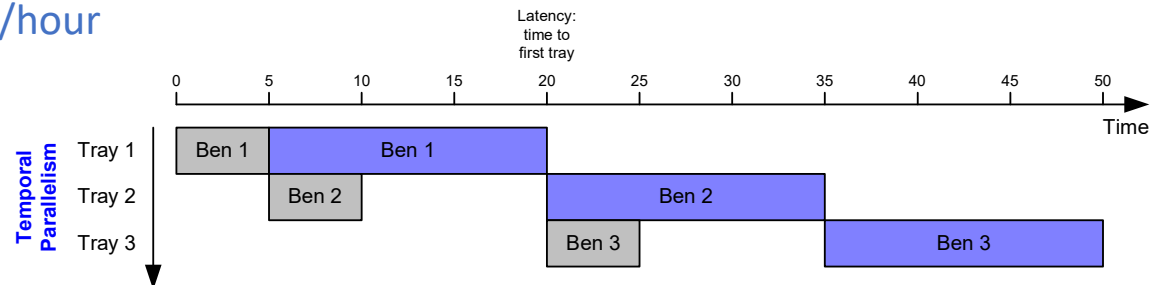 /hour
Latency:
time to
first tray
0 5 10 15 20 25 30 35 40 45 50
Time
Temporal
Parallelism
Tray 1 Ben 1 Ben 1
Tray 2 Ben 2 Ben 2
Tray 3 Ben 3 Ben 3